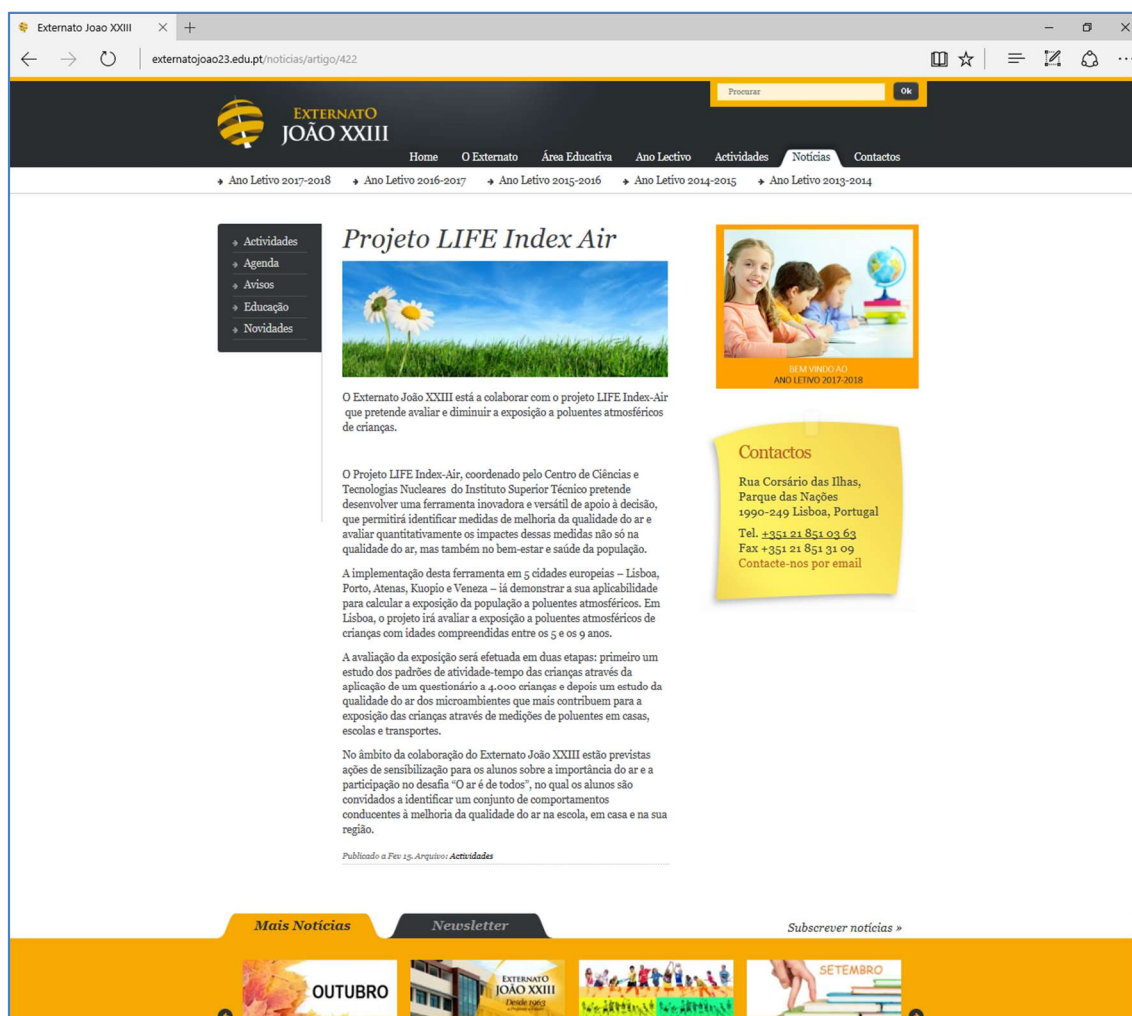 Externato Joao XXIII
externatojoao23.edu.pt/noticias/artigo/422
Procurar
Ok
EXTERNATO
JOÃO XXIII
Home O Externato Área Educativa Ano Lectivo Actividades Notícias Contactos
Ano Letivo 2017-2018 Ano Letivo 2016-2017 Ano Letivo 2015-2016 Ano Letivo 2014-2015 Ano Letivo 2013-2014
Actividades
Agenda
Avisos
Educação
Novidades
Projeto LIFE Index Air
O Externato João XXIII está a colaborar com o projeto LIFE Index-Air
que pretende avaliar e diminuir a exposição a poluentes atmosféricos
de crianças.
O Projeto LIFE Index-Air, coordenado pelo Centro de Ciências e
Tecnologias Nucleares do Instituto Superior Técnico pretende
desenvolver uma ferramenta inovadora e versátil de apoio à decisão,
que permitirá identificar medidas de melhoria da qualidade do ar e
avaliar quantitativamente os impactes dessas medidas não só na
qualidade do ar, mas também no bem-estar e saúde da população.
A implementação desta ferramenta em 5 cidades europeias – Lisboa,
Porto, Atenas, Kuopio e Veneza – iá demonstrar a sua aplicabilidade
para calcular a exposição da população a poluentes atmosféricos. Em
Lisboa, o projeto irá avaliar a exposição a poluentes atmosféricos de
crianças com idades compreendidas entre os 5 e os 9 anos.
A avaliação da exposição será efetuada em duas etapas: primeiro um
estudo dos padrões de atividade-tempo das crianças através da
aplicação de um questionário a 4.000 crianças e depois um estudo da
qualidade do ar dos microambientes que mais contribuem para a
exposição das crianças através de medições de poluentes em casas,
escolas e transportes.
No âmbito da colaboração do Externato João XXIII estão previstas
ações de sensibilização para os alunos sobre a importância do ar e a
participação no desafia “O ar é de todos”, no qual os alunos são
convidados a identificar um conjunto de comportamentos
conducentes à melhoria da qualidade do ar na escola, em casa e na sua
região.
Publicado a Fev 15. Arquivo: Actividades
BEM VINDO AO
ANO LETIVO 2017-2018
Contactos
Rua Corsário das Ilhas,
Parque das Nações
1990-249 Lisboa, Portugal
Tel. +351 21 851 03 63
Fax +351 21 851 31 09
Contacte-nos por email
Mais Notícias
Newsletter
Subscrever notícias »
OUTUBRO
EXTERNATO
JOÃO XXIII
Desde 1963
SETEMBRO